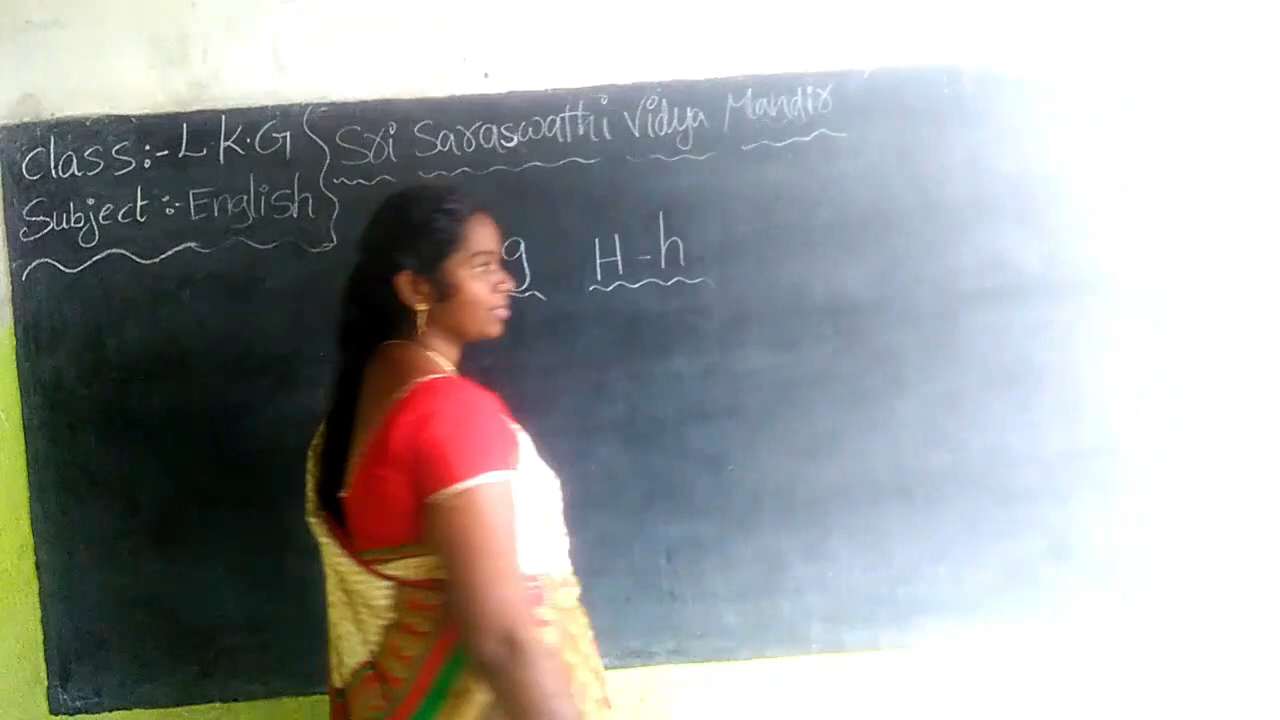 Class:- L K.G
Subject :- English
Sri Saraswathi Vidya Mandir
g H-h